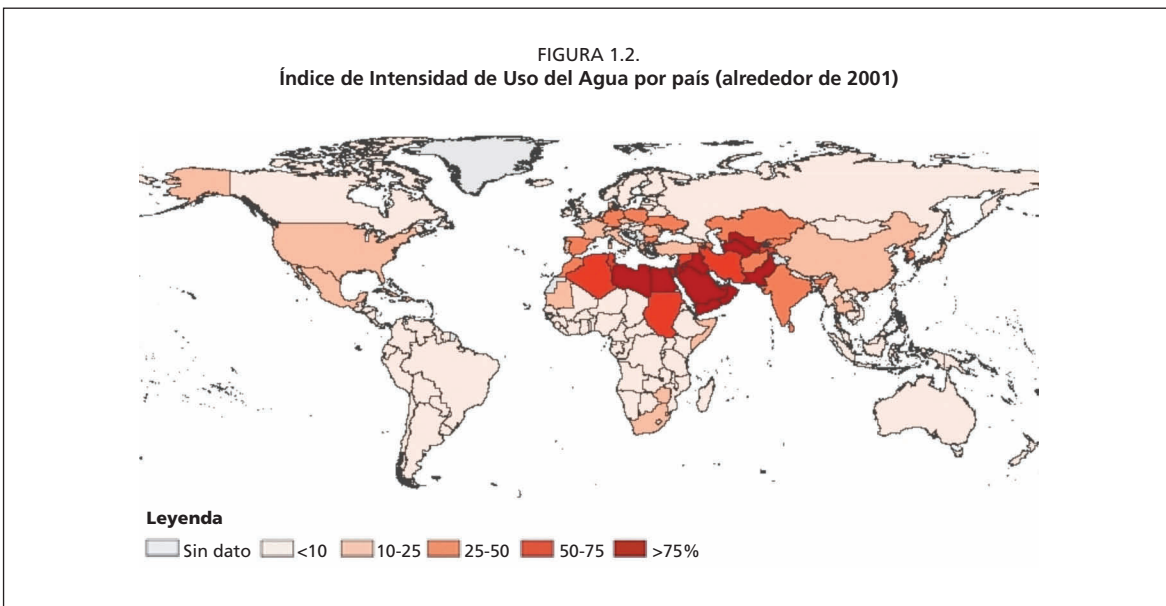 FIGURA 1.2.
Índice de Intensidad de Uso del Agua por país (alrededor de 2001)
Leyenda
Sin dato <10 10-25 25-50 50-75 >75%